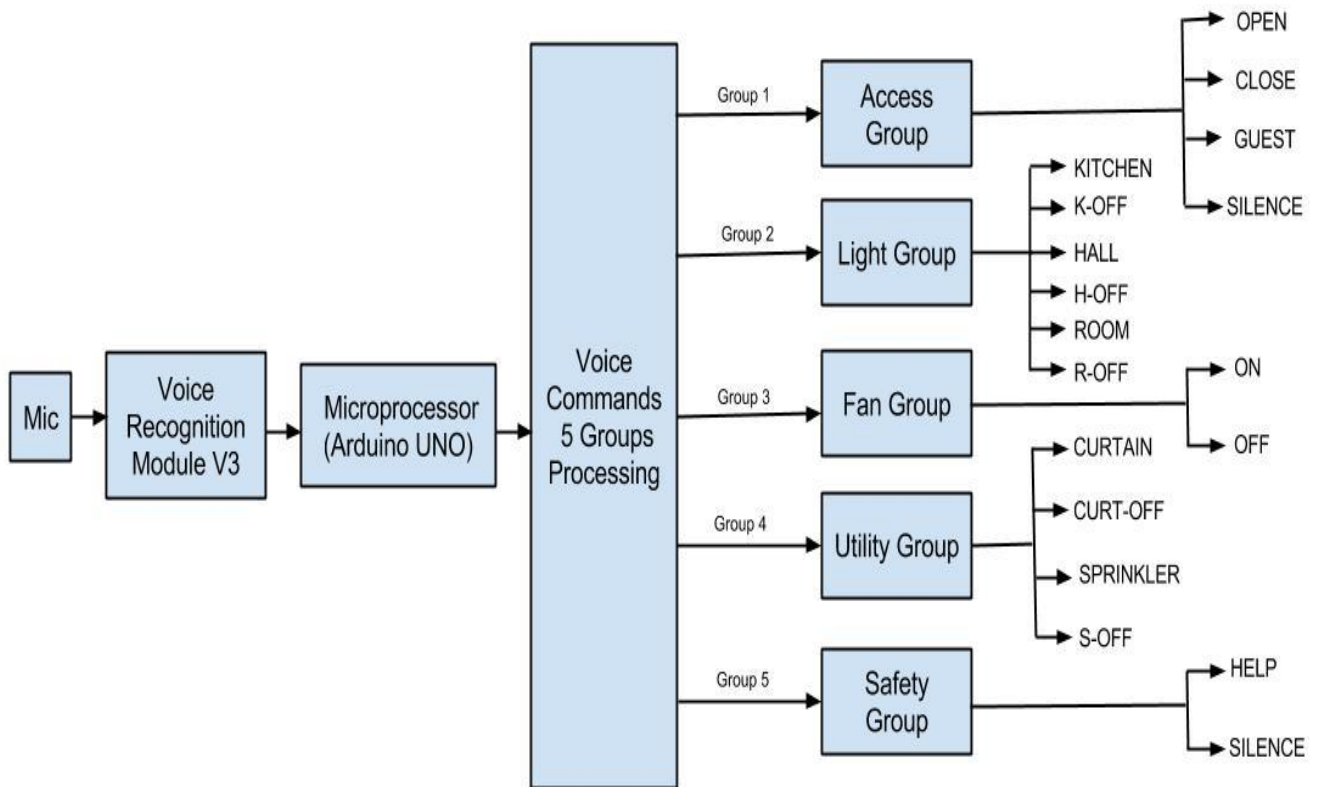 Mic
Voice
Recognition
Module V3
Microprocessor
(Arduino UNO)
Voice
Commands
5 Groups
Processing
Group 1
Access
Group
OPEN
CLOSE
GUEST
SILENCE
Group 2
Light Group
KITCHEN
K-OFF
HALL
H-OFF
ROOM
R-OFF
Group 3
Fan Group
ON
OFF
Group 4
Utility Group
CURTAIN
CURT-OFF
SPRINKLER
S-OFF
Group 5
Safety
Group
HELP
SILENCE